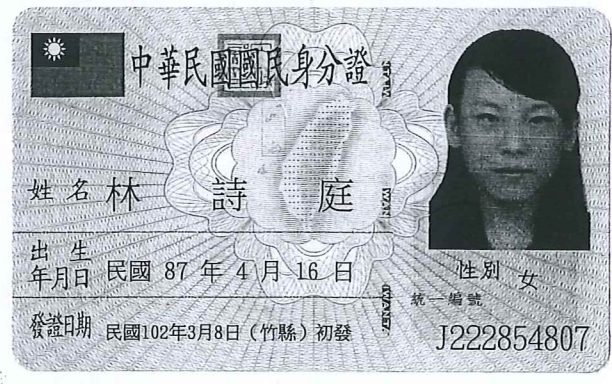 中華民國國民身分證
姓名 林詩庭
出生年月日 民國 87 年 4 月 16 日
性別 女
統一編號
發證日期 民國102年3月8日(竹縣)初發
J222854807